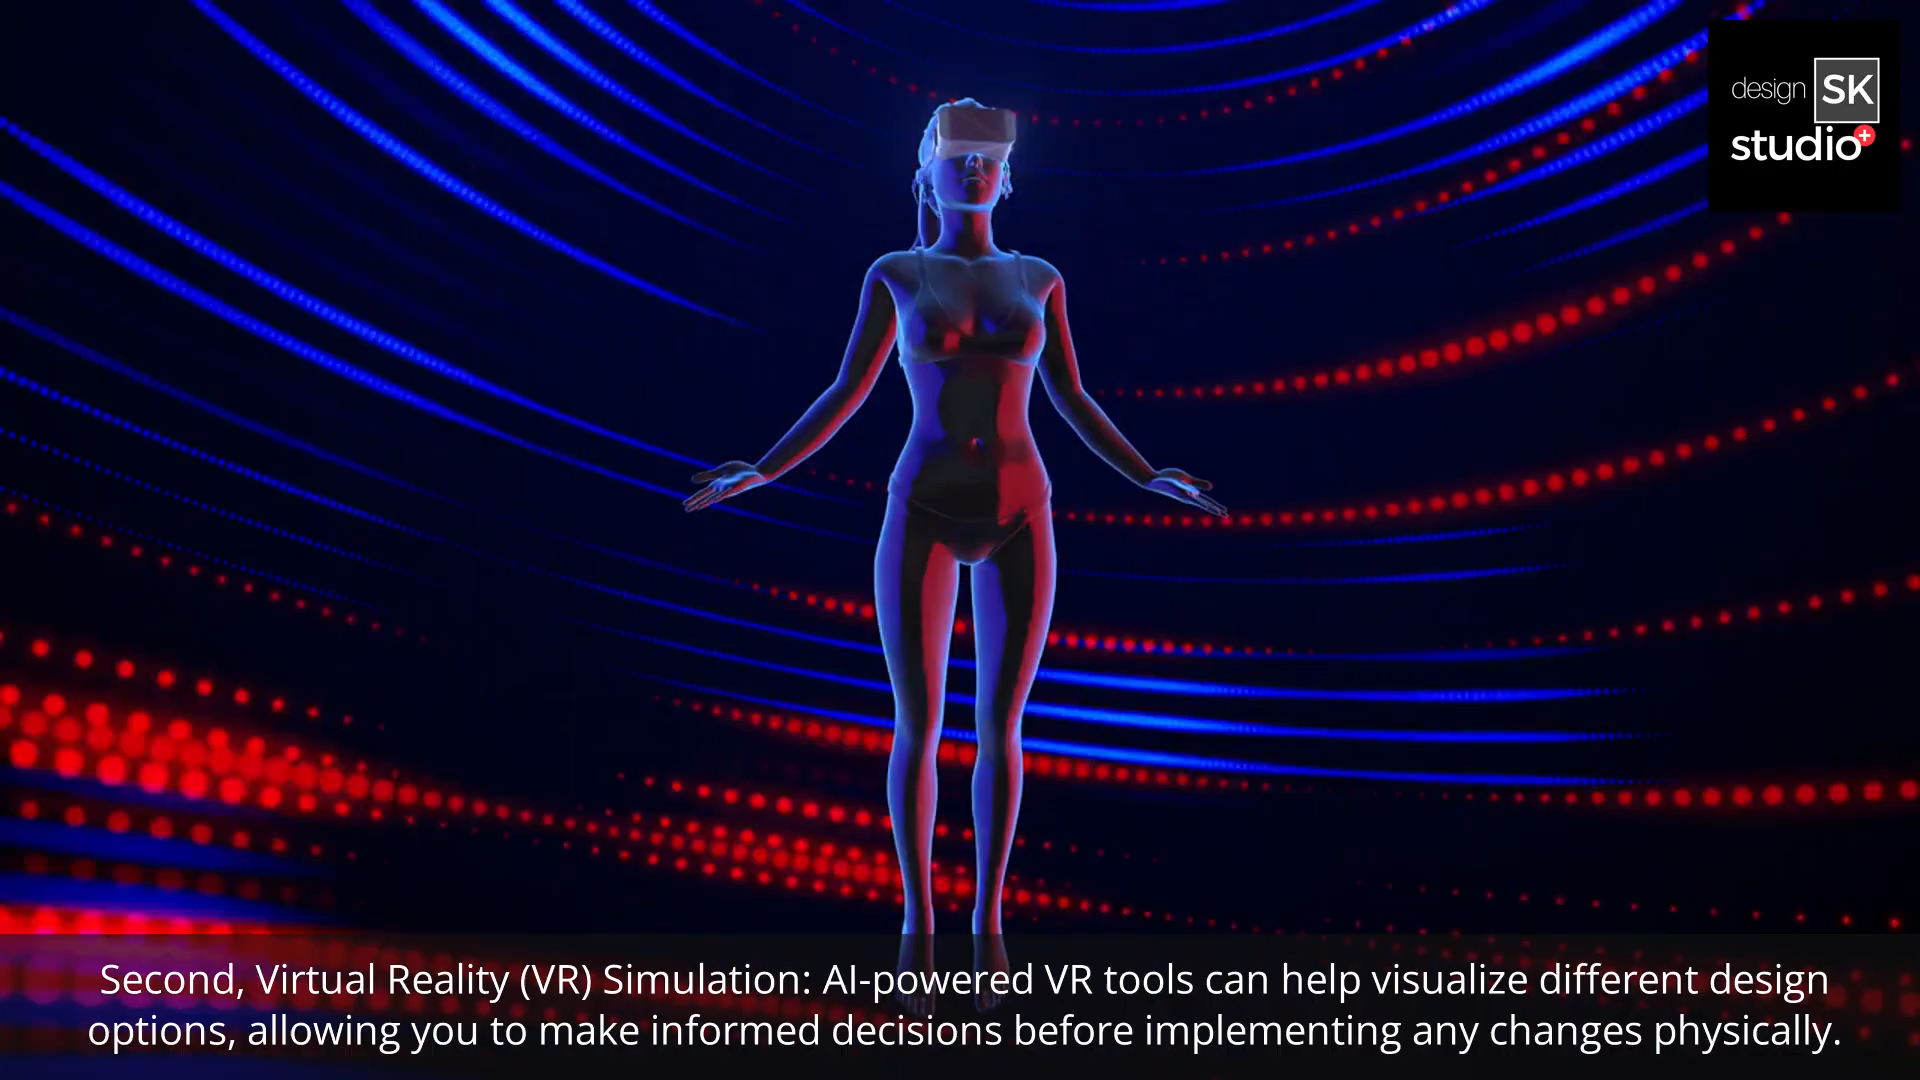 design SK
studio+
Second, Virtual Reality (VR) Simulation: AI-powered VR tools can help visualize different design
options, allowing you to make informed decisions before implementing any changes physically.